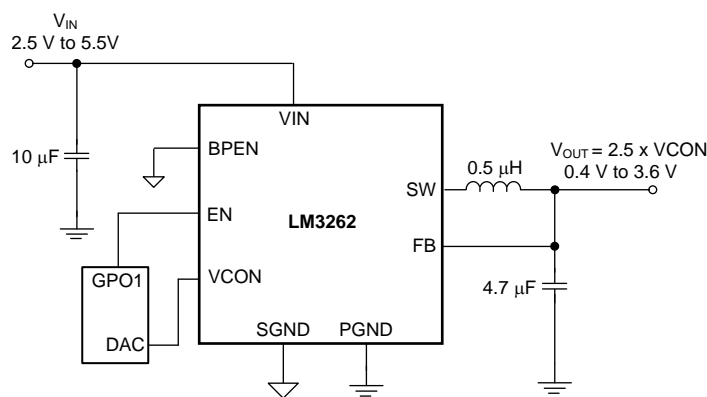 VIN
2.5 V to 5.5V
VIN
10 µF
BPEN
0.5 µH
VOUT = 2.5 x VCON
0.4 V to 3.6 V
SW
EN
LM3262
FB
GPO1
VCON
4.7 µF
DAC
SGND
PGND